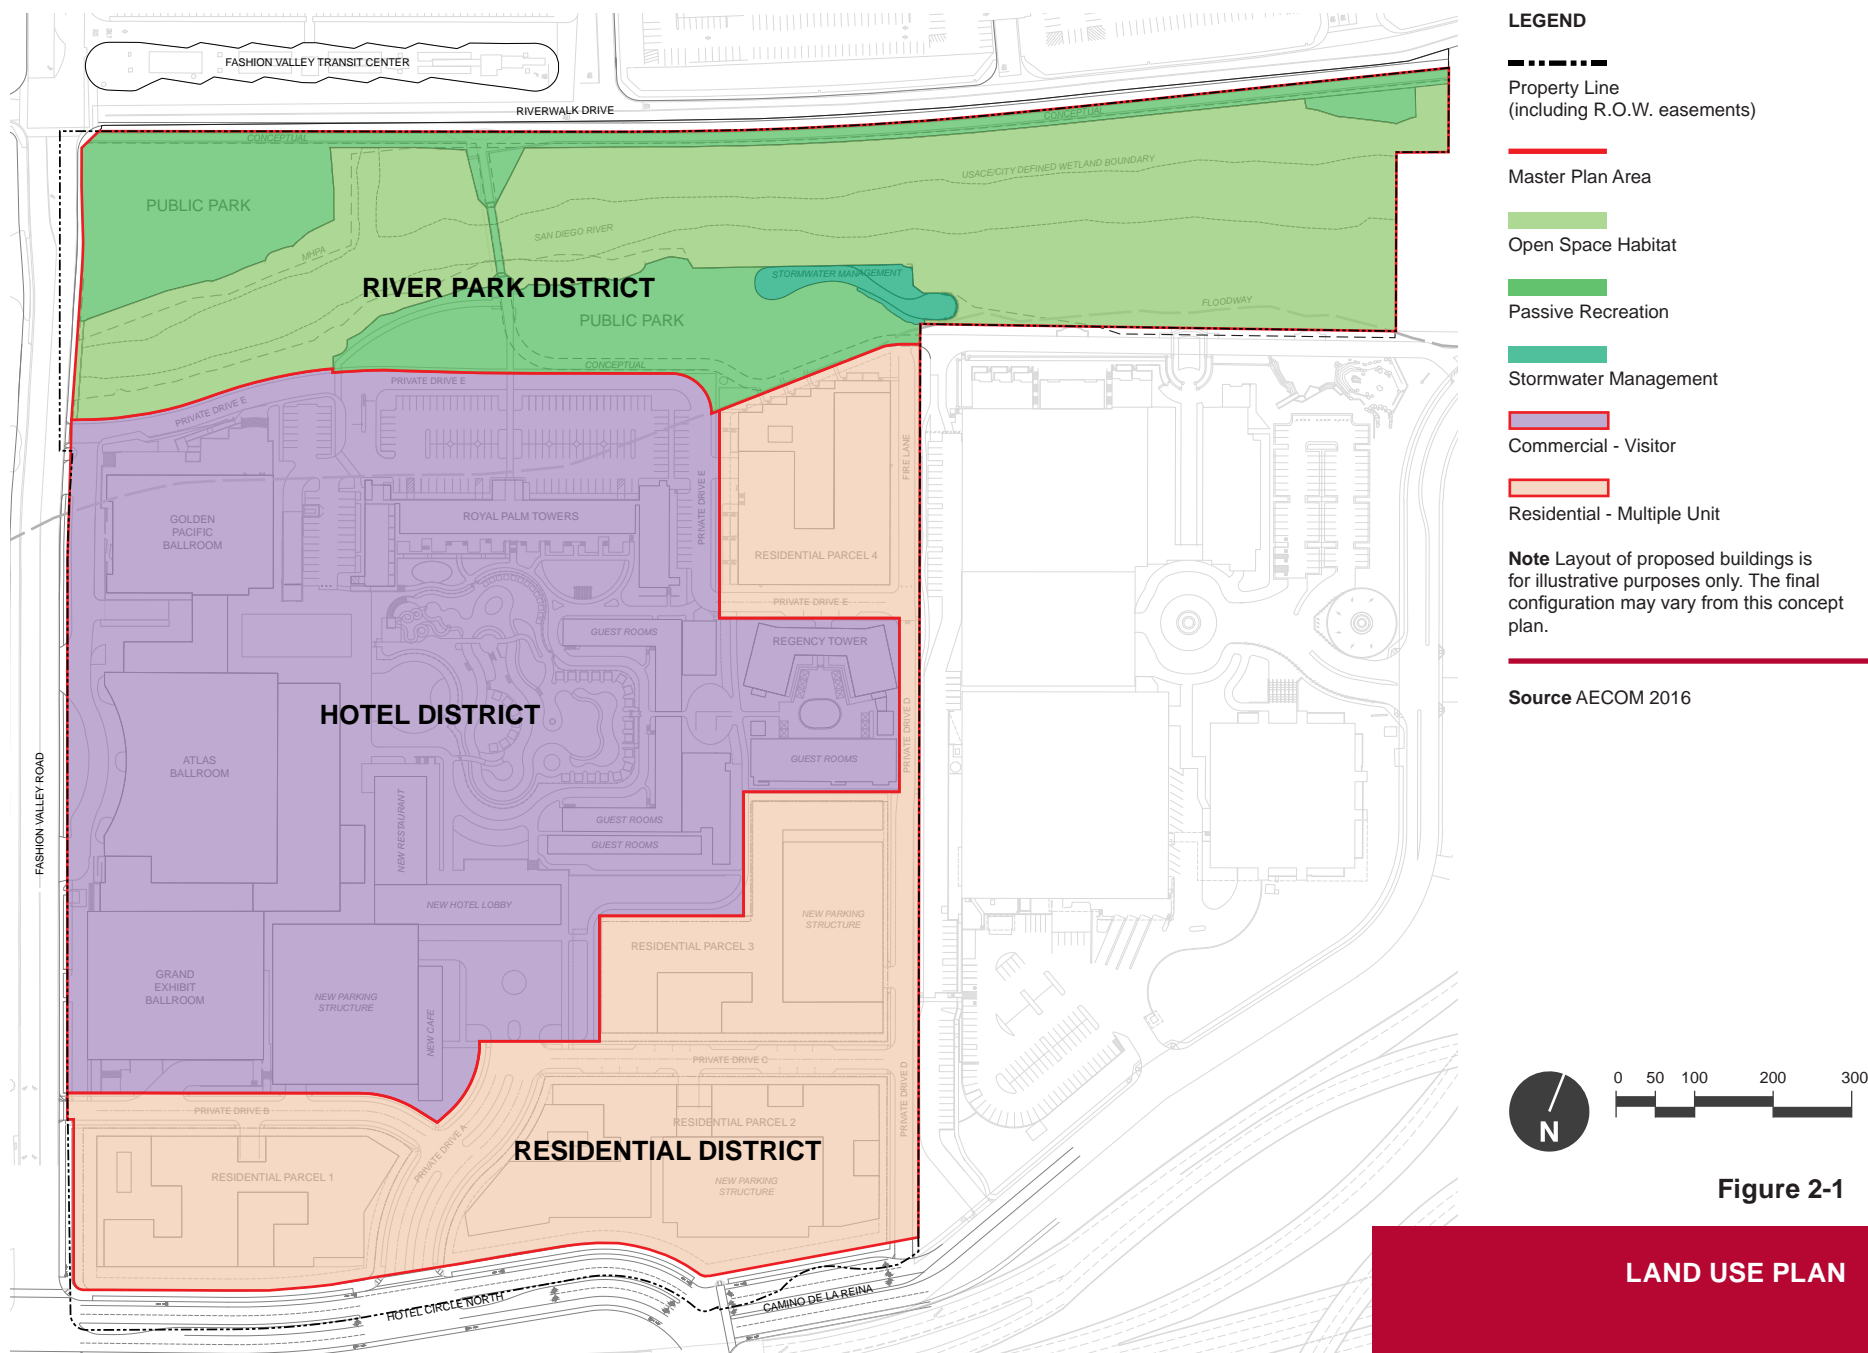 FASHION VALLEY TRANSIT CENTER
RIVERWALK DRIVE
CONCEPTUAL
CONCEPTUAL
USACE/CITY DEFINED WETLAND BOUNDARY
PUBLIC PARK
SAN DIEGO RIVER
MHPA
STORMWATER MANAGEMENT
RIVER PARK DISTRICT
FLOODWAY
PUBLIC PARK
CONCEPTUAL
PRIVATE DRIVE E
PRIVATE DRIVE E
FIRE LANE
PRIVATE DRIVE E
GOLDEN
PACIFIC
BALLROOM
ROYAL PALM TOWERS
RESIDENTIAL PARCEL 4
PRIVATE DRIVE E
GUEST ROOMS
REGENCY TOWER
HOTEL DISTRICT
PRIVATE DRIVE D
ATLAS
BALLROOM
GUEST ROOMS
FASHION VALLEY ROAD
NEW RESTAURANT
GUEST ROOMS
GUEST ROOMS
NEW HOTEL LOBBY
NEW PARKING
STRUCTURE
RESIDENTIAL PARCEL 3
GRAND
EXHIBIT
BALLROOM
NEW PARKING
STRUCTURE
NEW CAFE
PRIVATE DRIVE C
PRIVATE DRIVE D
PRIVATE DRIVE B
PRIVATE DRIVE A
RESIDENTIAL PARCEL 2
RESIDENTIAL DISTRICT
RESIDENTIAL PARCEL 1
NEW PARKING
STRUCTURE
HOTEL CIRCLE NORTH
CAMINO DE LA REINA
LEGEND
Property Line
(including R.O.W. easements)
Master Plan Area
Open Space Habitat
Passive Recreation
Stormwater Management
Commercial - Visitor
Residential - Multiple Unit
Note Layout of proposed buildings is
for illustrative purposes only. The final
configuration may vary from this concept
plan.
Source AECOM 2016
N
0 50 100 200 300
Figure 2-1
LAND USE PLAN